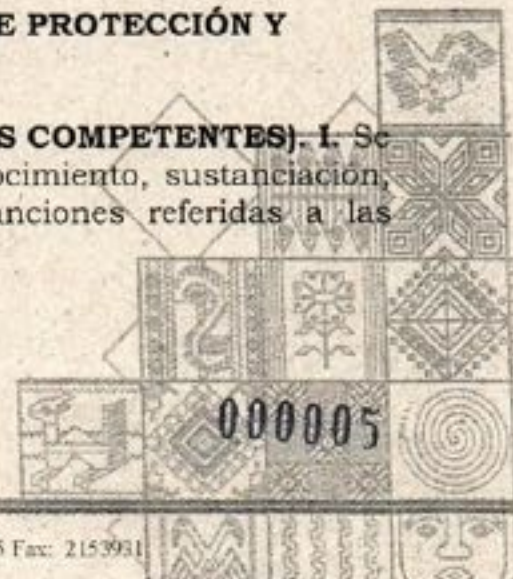 E PROTECCIÓN Y
S COMPETENTES). I. Se
ocimiento, sustanciación,
anciones referidas a las
000005
5 Fax: 2153931